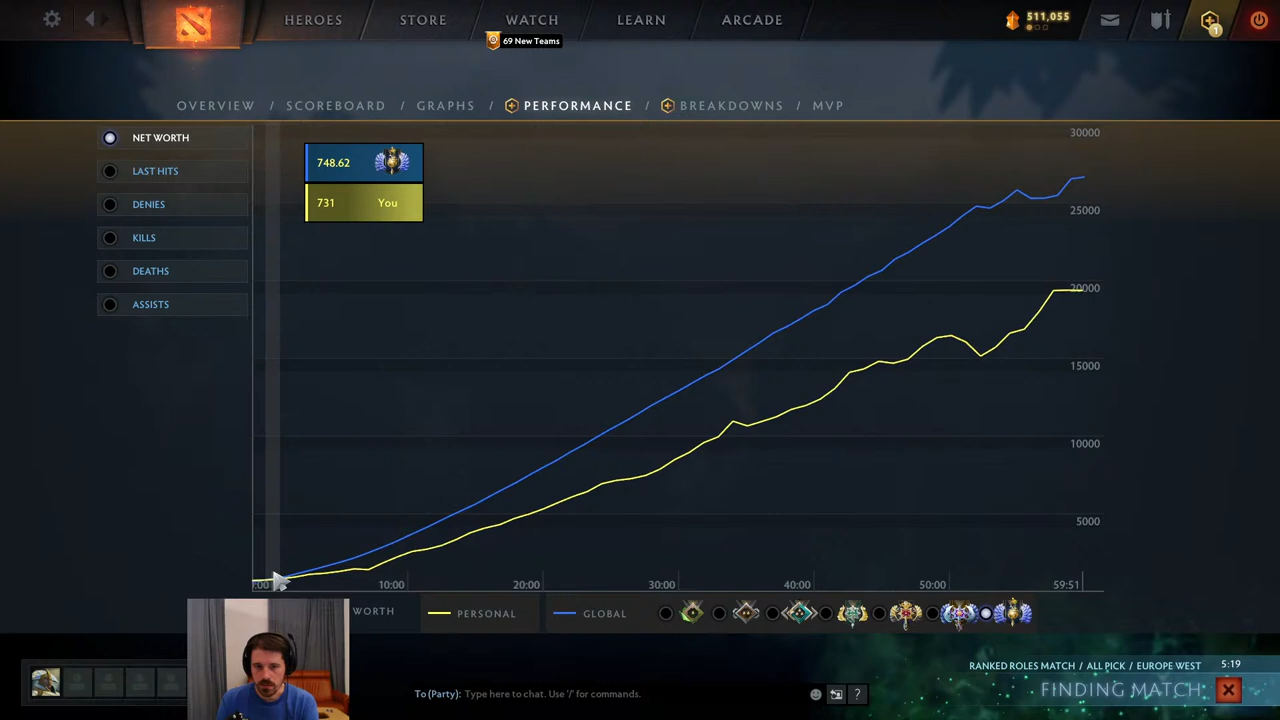 HEROES
STORE
WATCH
LEARN
ARCADE
511,055
1
69 New Teams
OVERVIEW / SCOREBOARD / GRAPHS / PERFORMANCE / BREAKDOWNS / MVP
NET WORTH
LAST HITS
DENIES
KILLS
DEATHS
ASSISTS
748.62
731 You
30000
25000
20000
15000
10000
5000
:00 10:00 20:00 30:00 40:00 50:00 59:51
WORTH
PERSONAL
GLOBAL
RANKED ROLES MATCH / ALL PICK / EUROPE WEST 5:19
FINDING MATCH
To (Party): Type here to chat. Use '/' for commands.
?